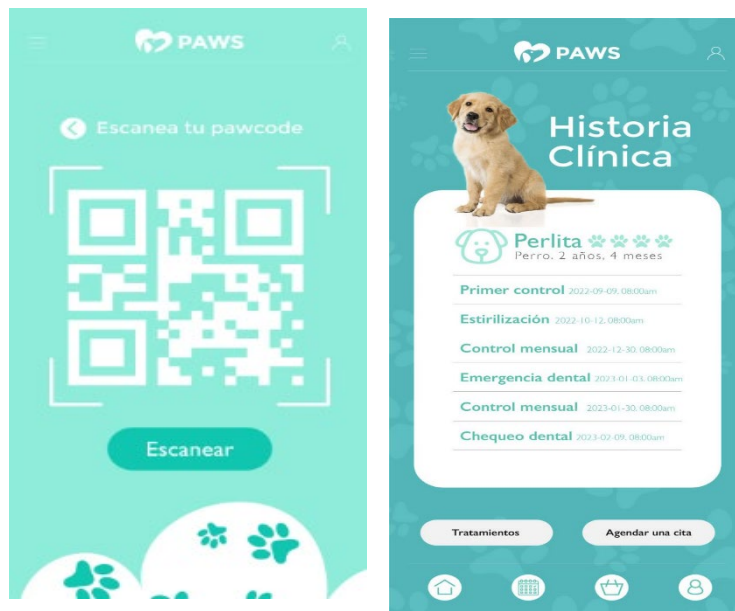 PAWS
Escanea tu pawcode
Escanear
PAWS
Historia
Clínica
Perlita
Perro. 2 años, 4 meses
Primer control 2022-09-09, 08:00am
Estirilización 2022-10-12, 08:00am
Control mensual 2022-12-30, 08:00am
Emergencia dental 2023-01-03, 08:00am
Control mensual 2023-01-30, 08:00am
Chequeo dental 2023-02-09, 08:00am
Tratamientos
Agendar una cita